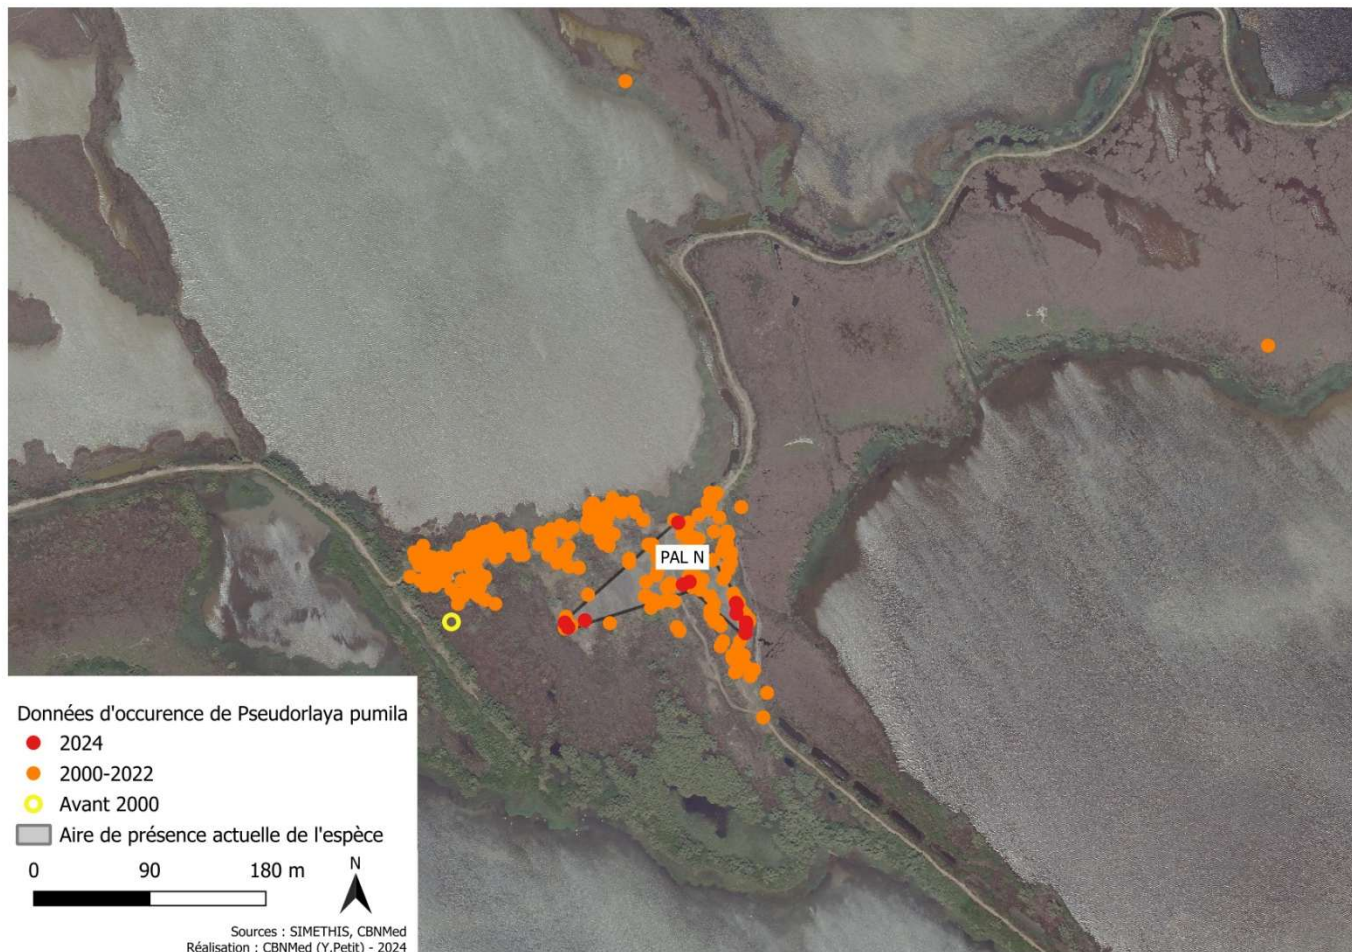 PAL N
Données d'occurence de Pseudorlaya pumila
2024
2000-2022
Avant 2000
Aire de présence actuelle de l'espèce
0 90 180 m
N
Sources : SIMETHIS, CBNMed
Réalisation : CBNMed (Y.Petit) - 2024